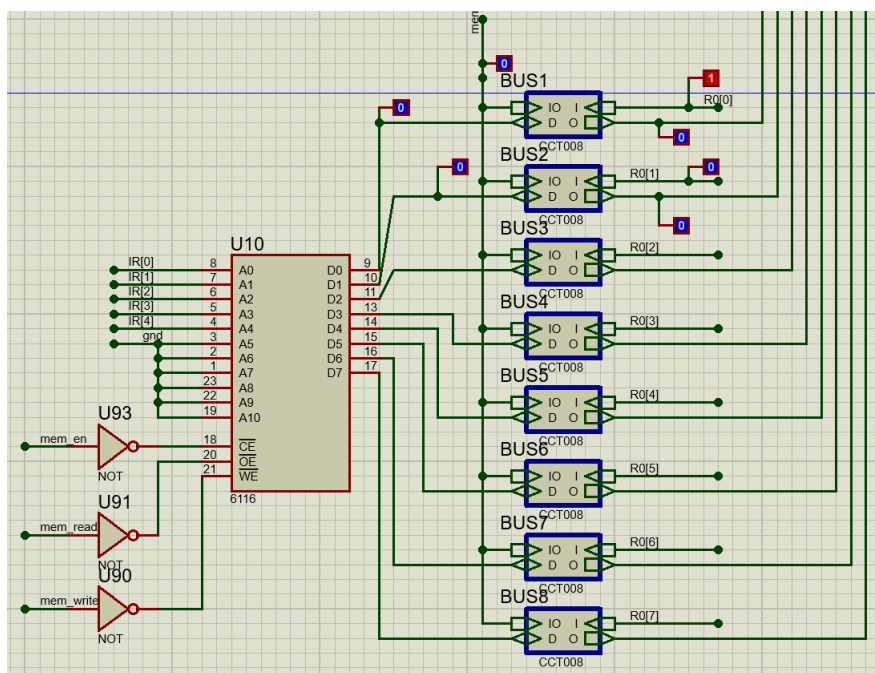 mem
0
BUS1
1
R0[0]
IO I
D O
0
0
CCT008
BUS2
0
0
R0[1]
IO I
D O
0
CCT008
BUS3
R0[2]
IO I
D O
CCT008
BUS4
R0[3]
IO I
D O
CCT008
BUS5
R0[4]
IO I
D O
CCT008
BUS6
R0[5]
IO I
D O
CCT008
BUS7
R0[6]
IO I
D O
CCT008
BUS8
R0[7]
IO I
D O
CCT008
U10
IR[0] 8 A0 D0 9
IR[1] 7 A1 D1 10
IR[2] 6 A2 D2 11
IR[3] 5 A3 D3 13
IR[4] 4 A4 D4 14
gnd 3 A5 D5 15
2 A6 D6 16
1 A7 D7 17
23 A8
22 A9
19 A10
18 CE
20 OE
21 WE
6116
U93
mem_en
NOT
U91
mem_read
NOT
U90
mem_write
NOT